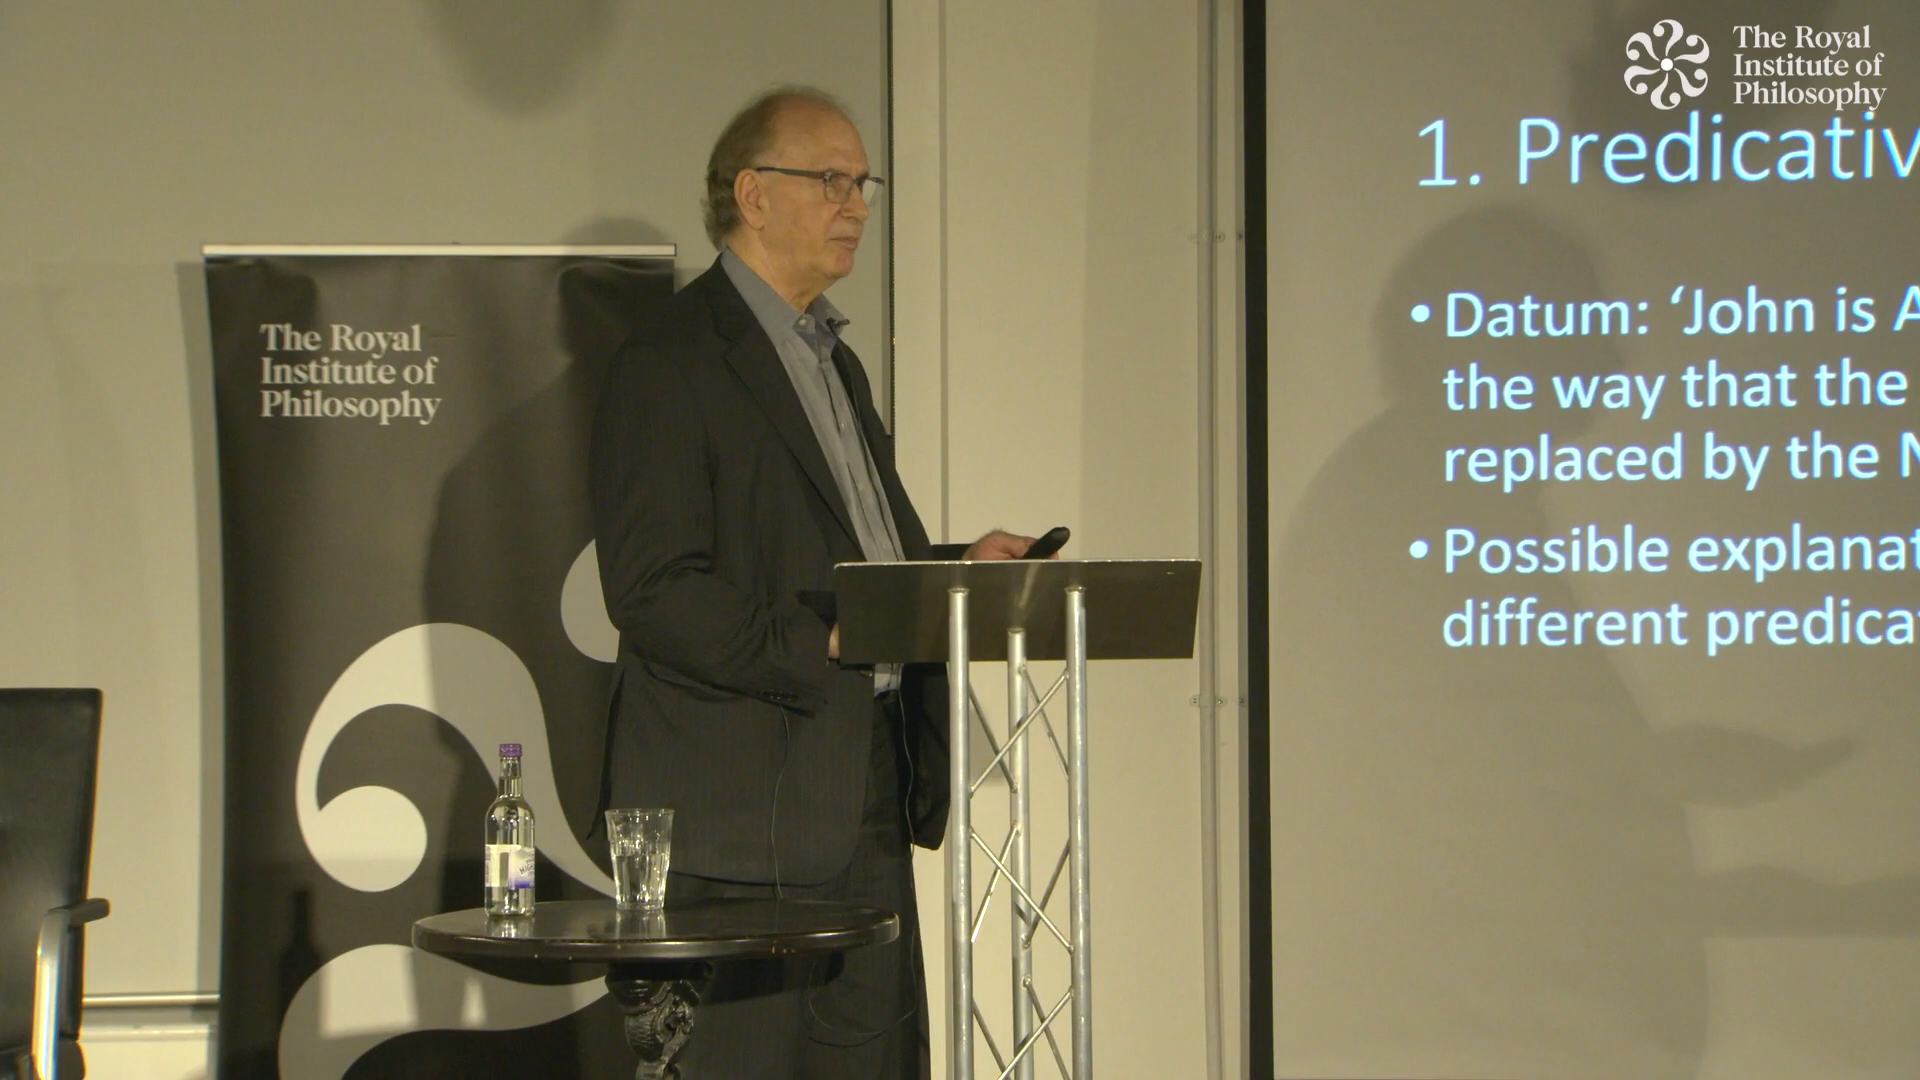 The Royal
Institute of
Philosophy
1. Predicativ
• Datum: ‘John is A
the way that the
replaced by the N
• Possible explanat
different predica
The Royal
Institute of
Philosophy